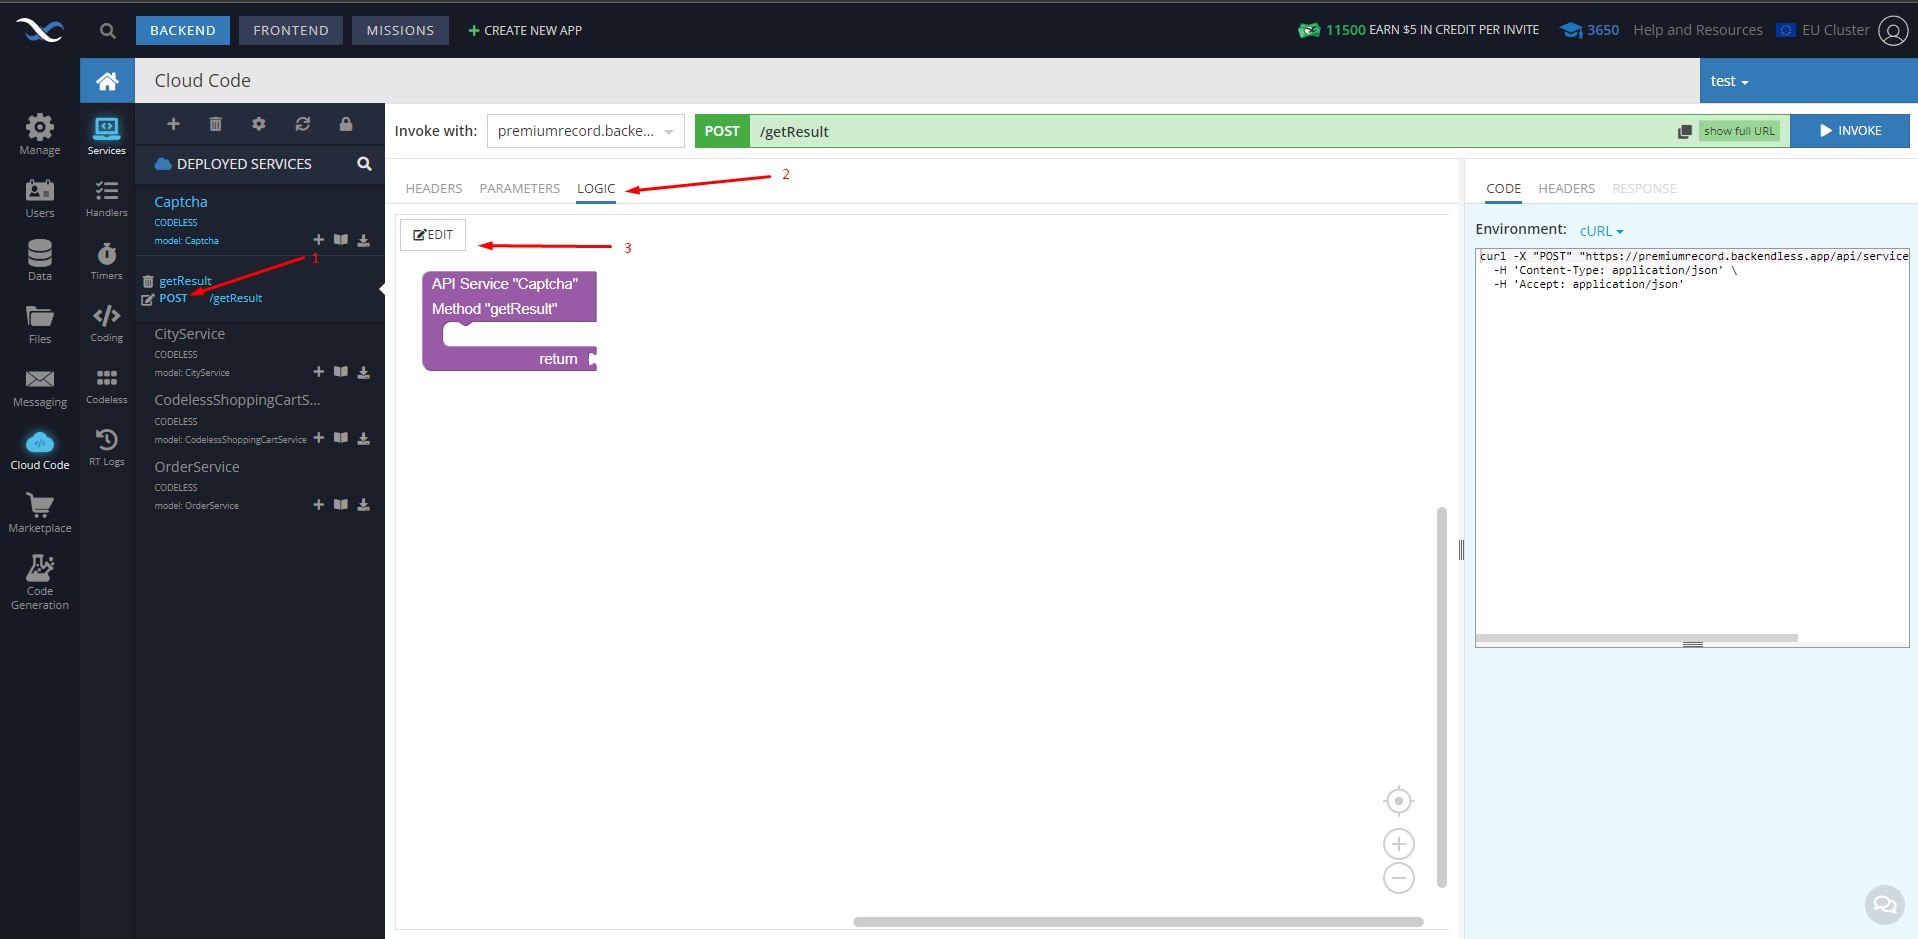 BACKEND
FRONTEND
MISSIONS
+ CREATE NEW APP
11500 EARN $5 IN CREDIT PER INVITE
3650
Help and Resources
EU Cluster
Cloud Code
test
Manage
Users
Data
Files
Messaging
Cloud Code
Marketplace
Code
Generation
Services
Handlers
Timers
Coding
Codeless
RT Logs
DEPLOYED SERVICES
Captcha
CODELESS
model: Captcha
1
getResult
POST /getResult
CityService
CODELESS
model: CityService
CodelessShoppingCartS...
CODELESS
model: CodelessShoppingCartService
OrderService
CODELESS
model: OrderService
Invoke with:
premiumrecord.backe...
POST
/getResult
show full URL
INVOKE
HEADERS
PARAMETERS
LOGIC
2
EDIT
3
API Service "Captcha"
Method "getResult"
return
CODE
HEADERS
RESPONSE
Environment: cURL
curl -X "POST" "https://premiumrecord.backendless.app/api/service
-H 'Content-Type: application/json' \
-H 'Accept: application/json'